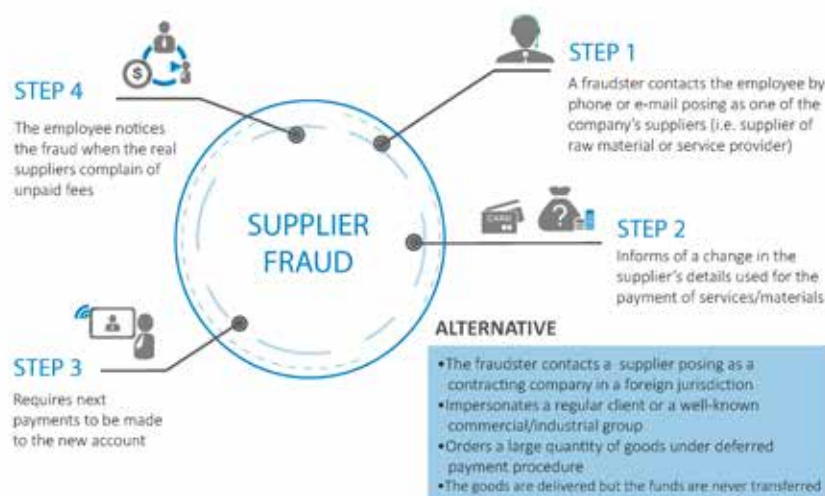 STEP 1
A fraudster contacts the employee by
phone or e-mail posing as one of the
company's suppliers (i.e. supplier of
raw material or service provider)
CARD
?
STEP 2
Informs of a change in the
supplier's details used for the
payment of services/materials
STEP 3
Requires next
payments to be made
to the new account
$
STEP 4
The employee notices
the fraud when the real
suppliers complain of
unpaid fees
SUPPLIER
FRAUD
ALTERNATIVE
•The fraudster contacts a supplier posing as a
contracting company in a foreign jurisdiction
•Impersonates a regular client or a well-known
commercial/industrial group
•Orders a large quantity of goods under deferred
payment procedure
•The goods are delivered but the funds are never transferred